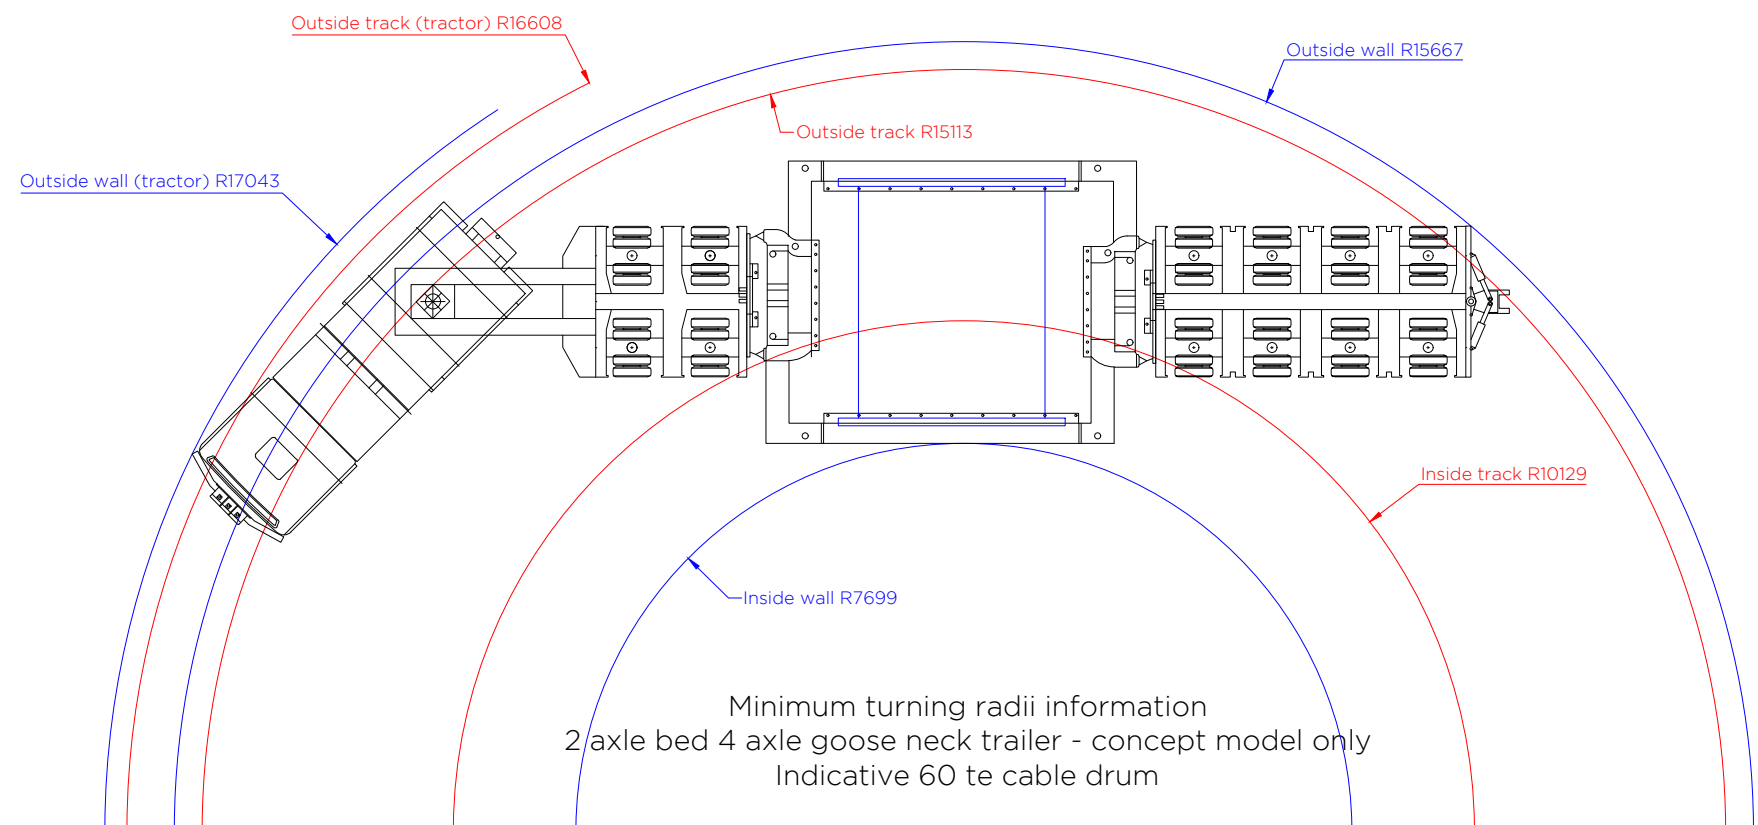 Outside track (tractor) R16608
Outside wall R15667
Outside track R15113
Outside wall (tractor) R17043
Inside track R10129
Inside wall R7699
Minimum turning radii information
2 axle bed 4 axle goose neck trailer - concept model only
Indicative 60 te cable drum